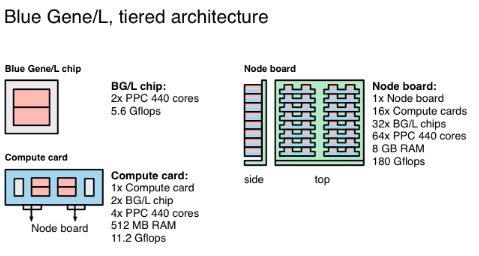 Blue Gene/L, tiered architecture
Blue Gene/L chip
BG/L chip:
2x PPC 440 cores
5.6 Gflops
Compute card
Compute card:
1x Compute card
2x BG/L chip
4x PPC 440 cores
512 MB RAM
11.2 Gflops
Node board
Node board
side
top
Node board:
1x Node board
16x Compute cards
32x BG/L chips
64x PPC 440 cores
8 GB RAM
180 Gflops